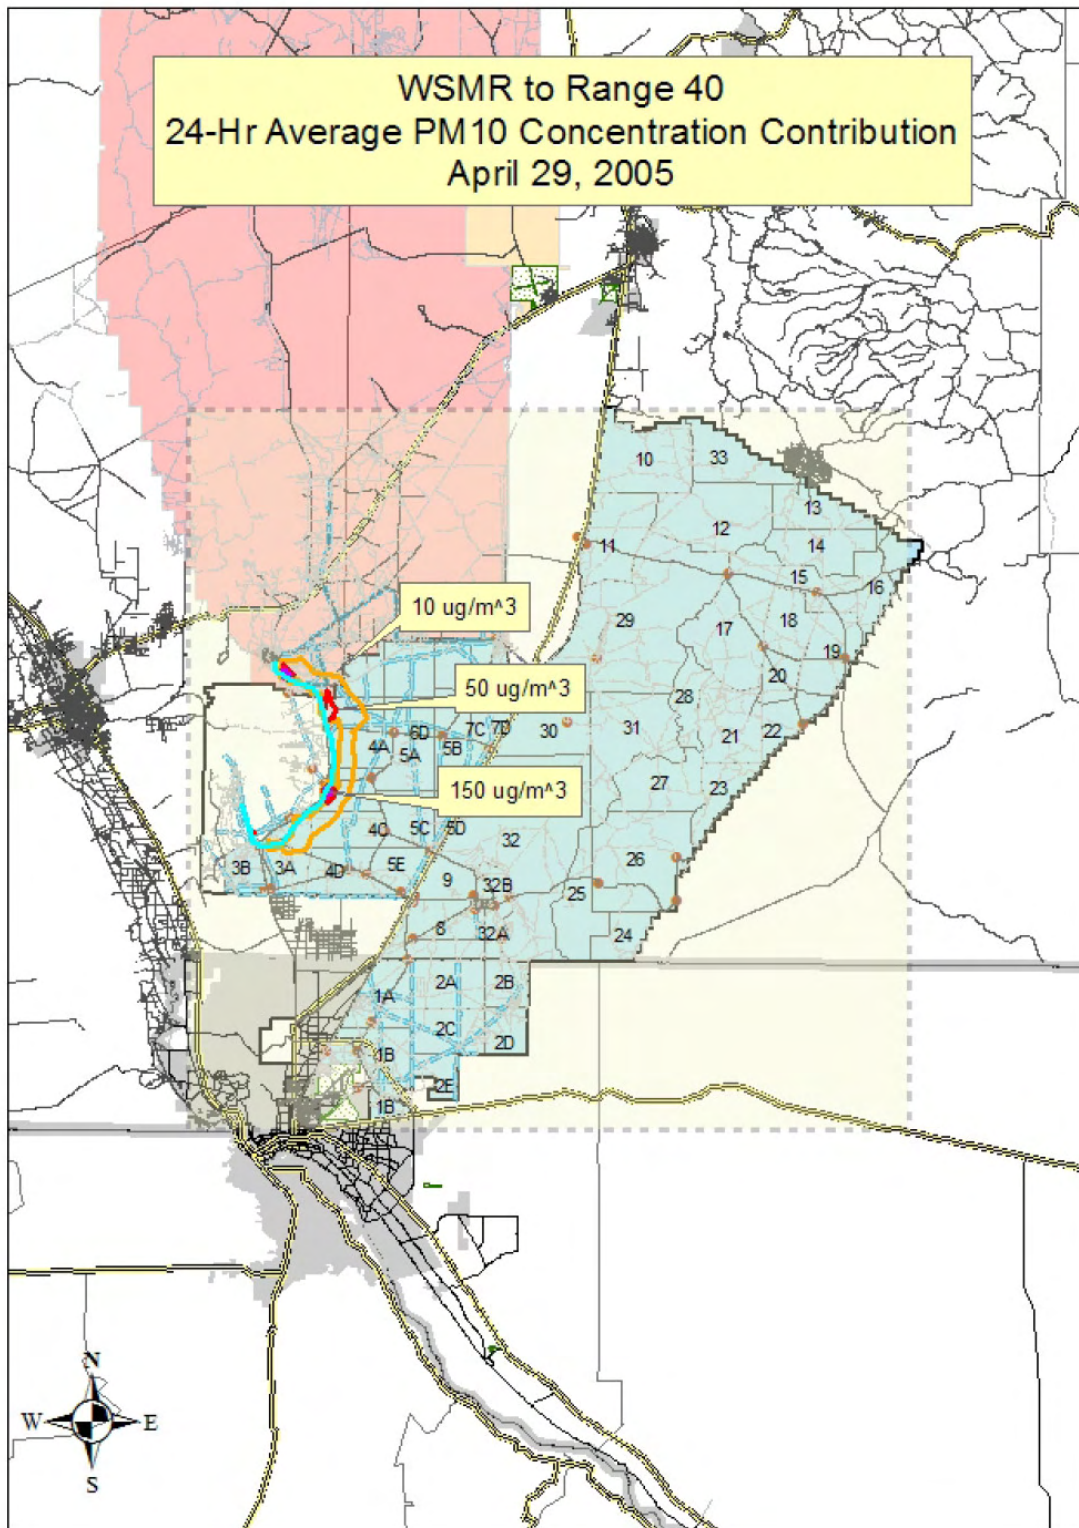 WSMR to Range 40
24-Hr Average PM10 Concentration Contribution
April 29, 2005
10
33
13
12
14
11
15
16
10 ug/m^3
29
17
18
19
20
50 ug/m^3
28
7C
7D
30
31
6D
4A
5A
5B
21
22
27
23
150 ug/m^3
4C
5C
5D
32
26
3B
3A
4D
5E
9
32B
25
8
32A
24
2A
2B
1A
2C
2D
1B
2E
1B
N
W
E
S